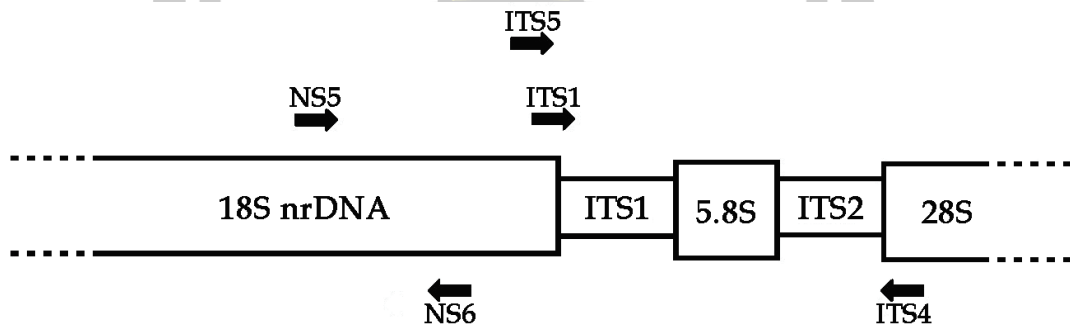 ITS5
NS5
ITS1
18S nrDNA
ITS1
5.8S
ITS2
28S
NS6
ITS4